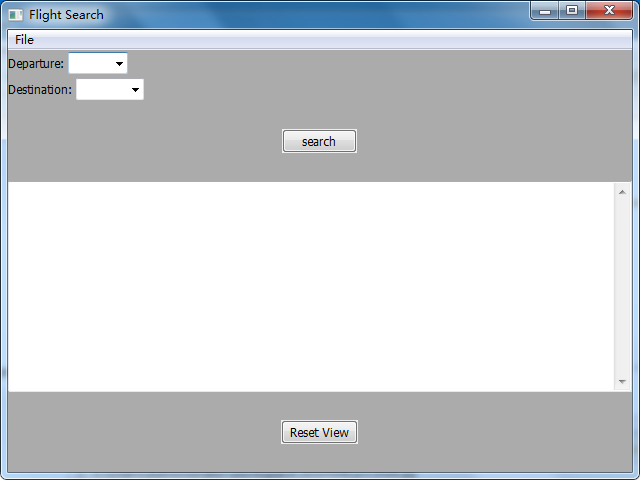 Flight Search
File
Departure:
Destination:
search
Reset View